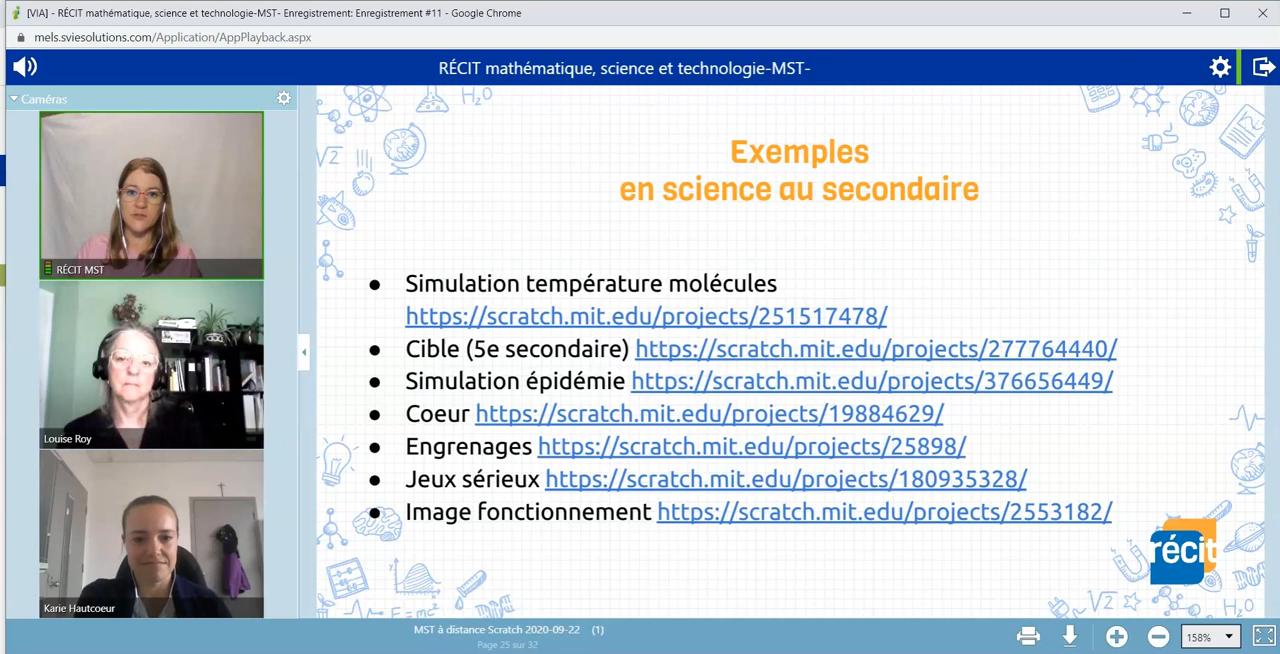 [VIA] - RÉCIT mathématique, science et technologie-MST- Enregistrement: Enregistrement #11 - Google Chrome
mels.sviesolutions.com/Application/AppPlayback.aspx
RÉCIT mathématique, science et technologie-MST-
Caméras
RÉCIT MST
Louise Roy
Karie Hautcoeur
H₂O
√2
Exemples
en science au secondaire
● Simulation température molécules
https://scratch.mit.edu/projects/251517478/
● Cible (5e secondaire) https://scratch.mit.edu/projects/277764440/
● Simulation épidémie https://scratch.mit.edu/projects/376656449/
● Coeur https://scratch.mit.edu/projects/19884629/
● Engrenages https://scratch.mit.edu/projects/25898/
● Jeux sérieux https://scratch.mit.edu/projects/180935328/
● Image fonctionnement https://scratch.mit.edu/projects/2553182/
récit
E=mc²
√2
H₂O
MST à distance Scratch 2020-09-22 (1)
Page 25 sur 32
158%